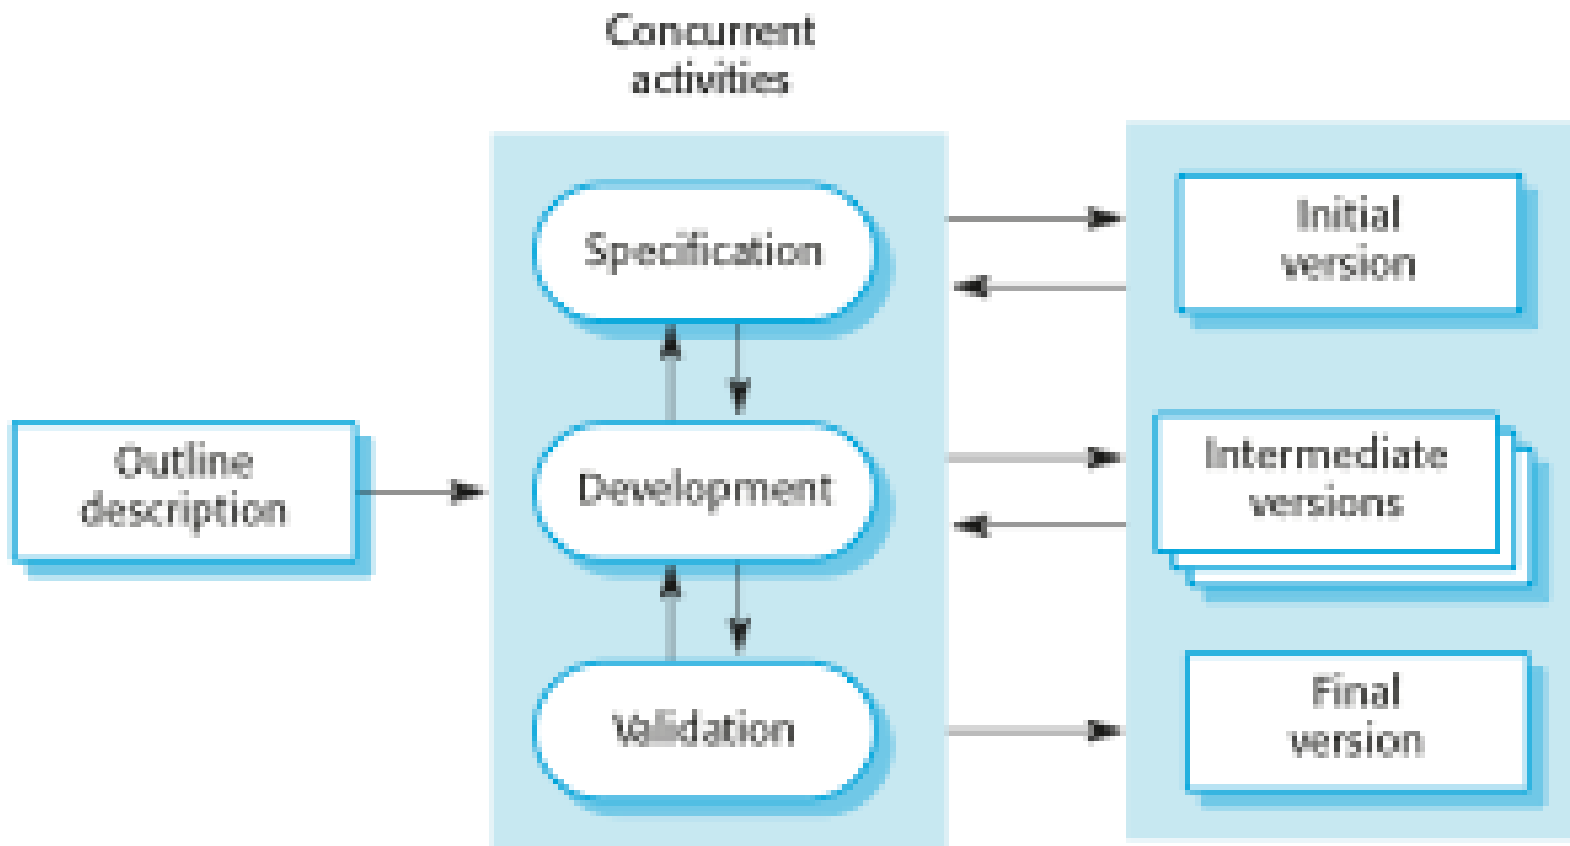 Concurrent
activities
Specification
Initial
version
Outline
description
Development
Intermediate
versions
Validation
Final
version